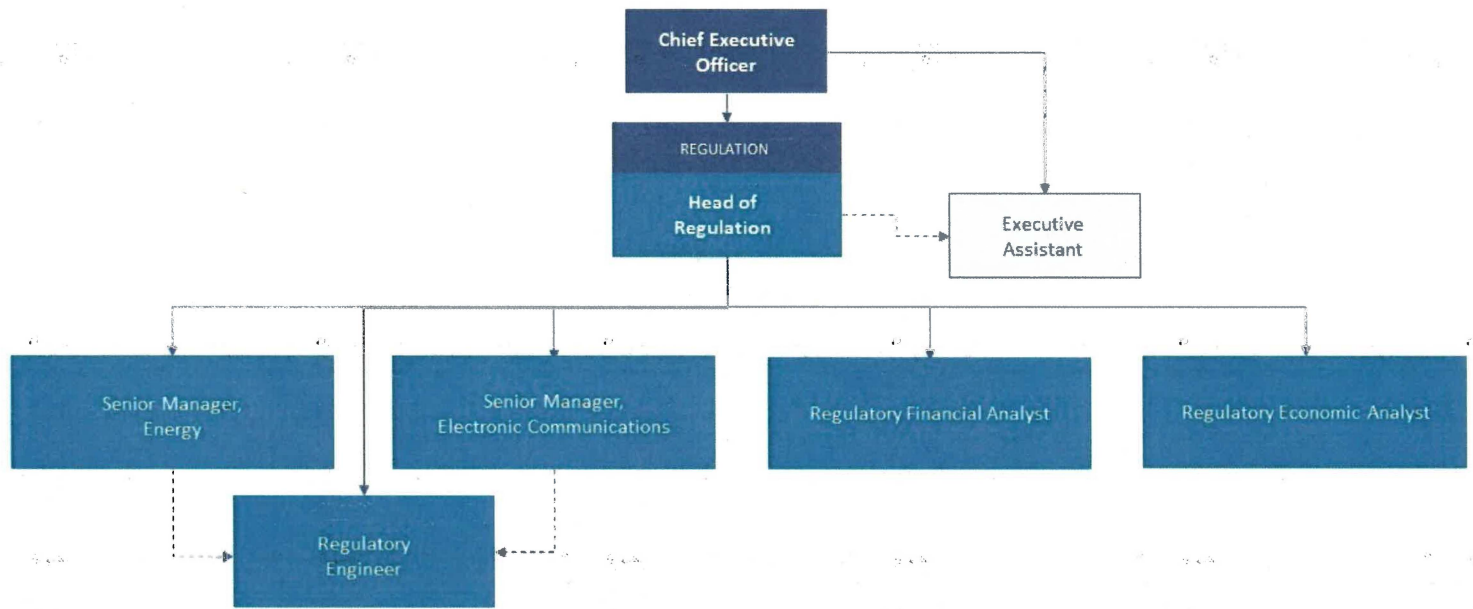 Chief Executive
Officer
REGULATION
Head of
Regulation
Executive
Assistant
Senior Manager,
Energy
Senior Manager,
Electronic Communications
Regulatory Financial Analyst
Regulatory Economic Analyst
Regulatory
Engineer